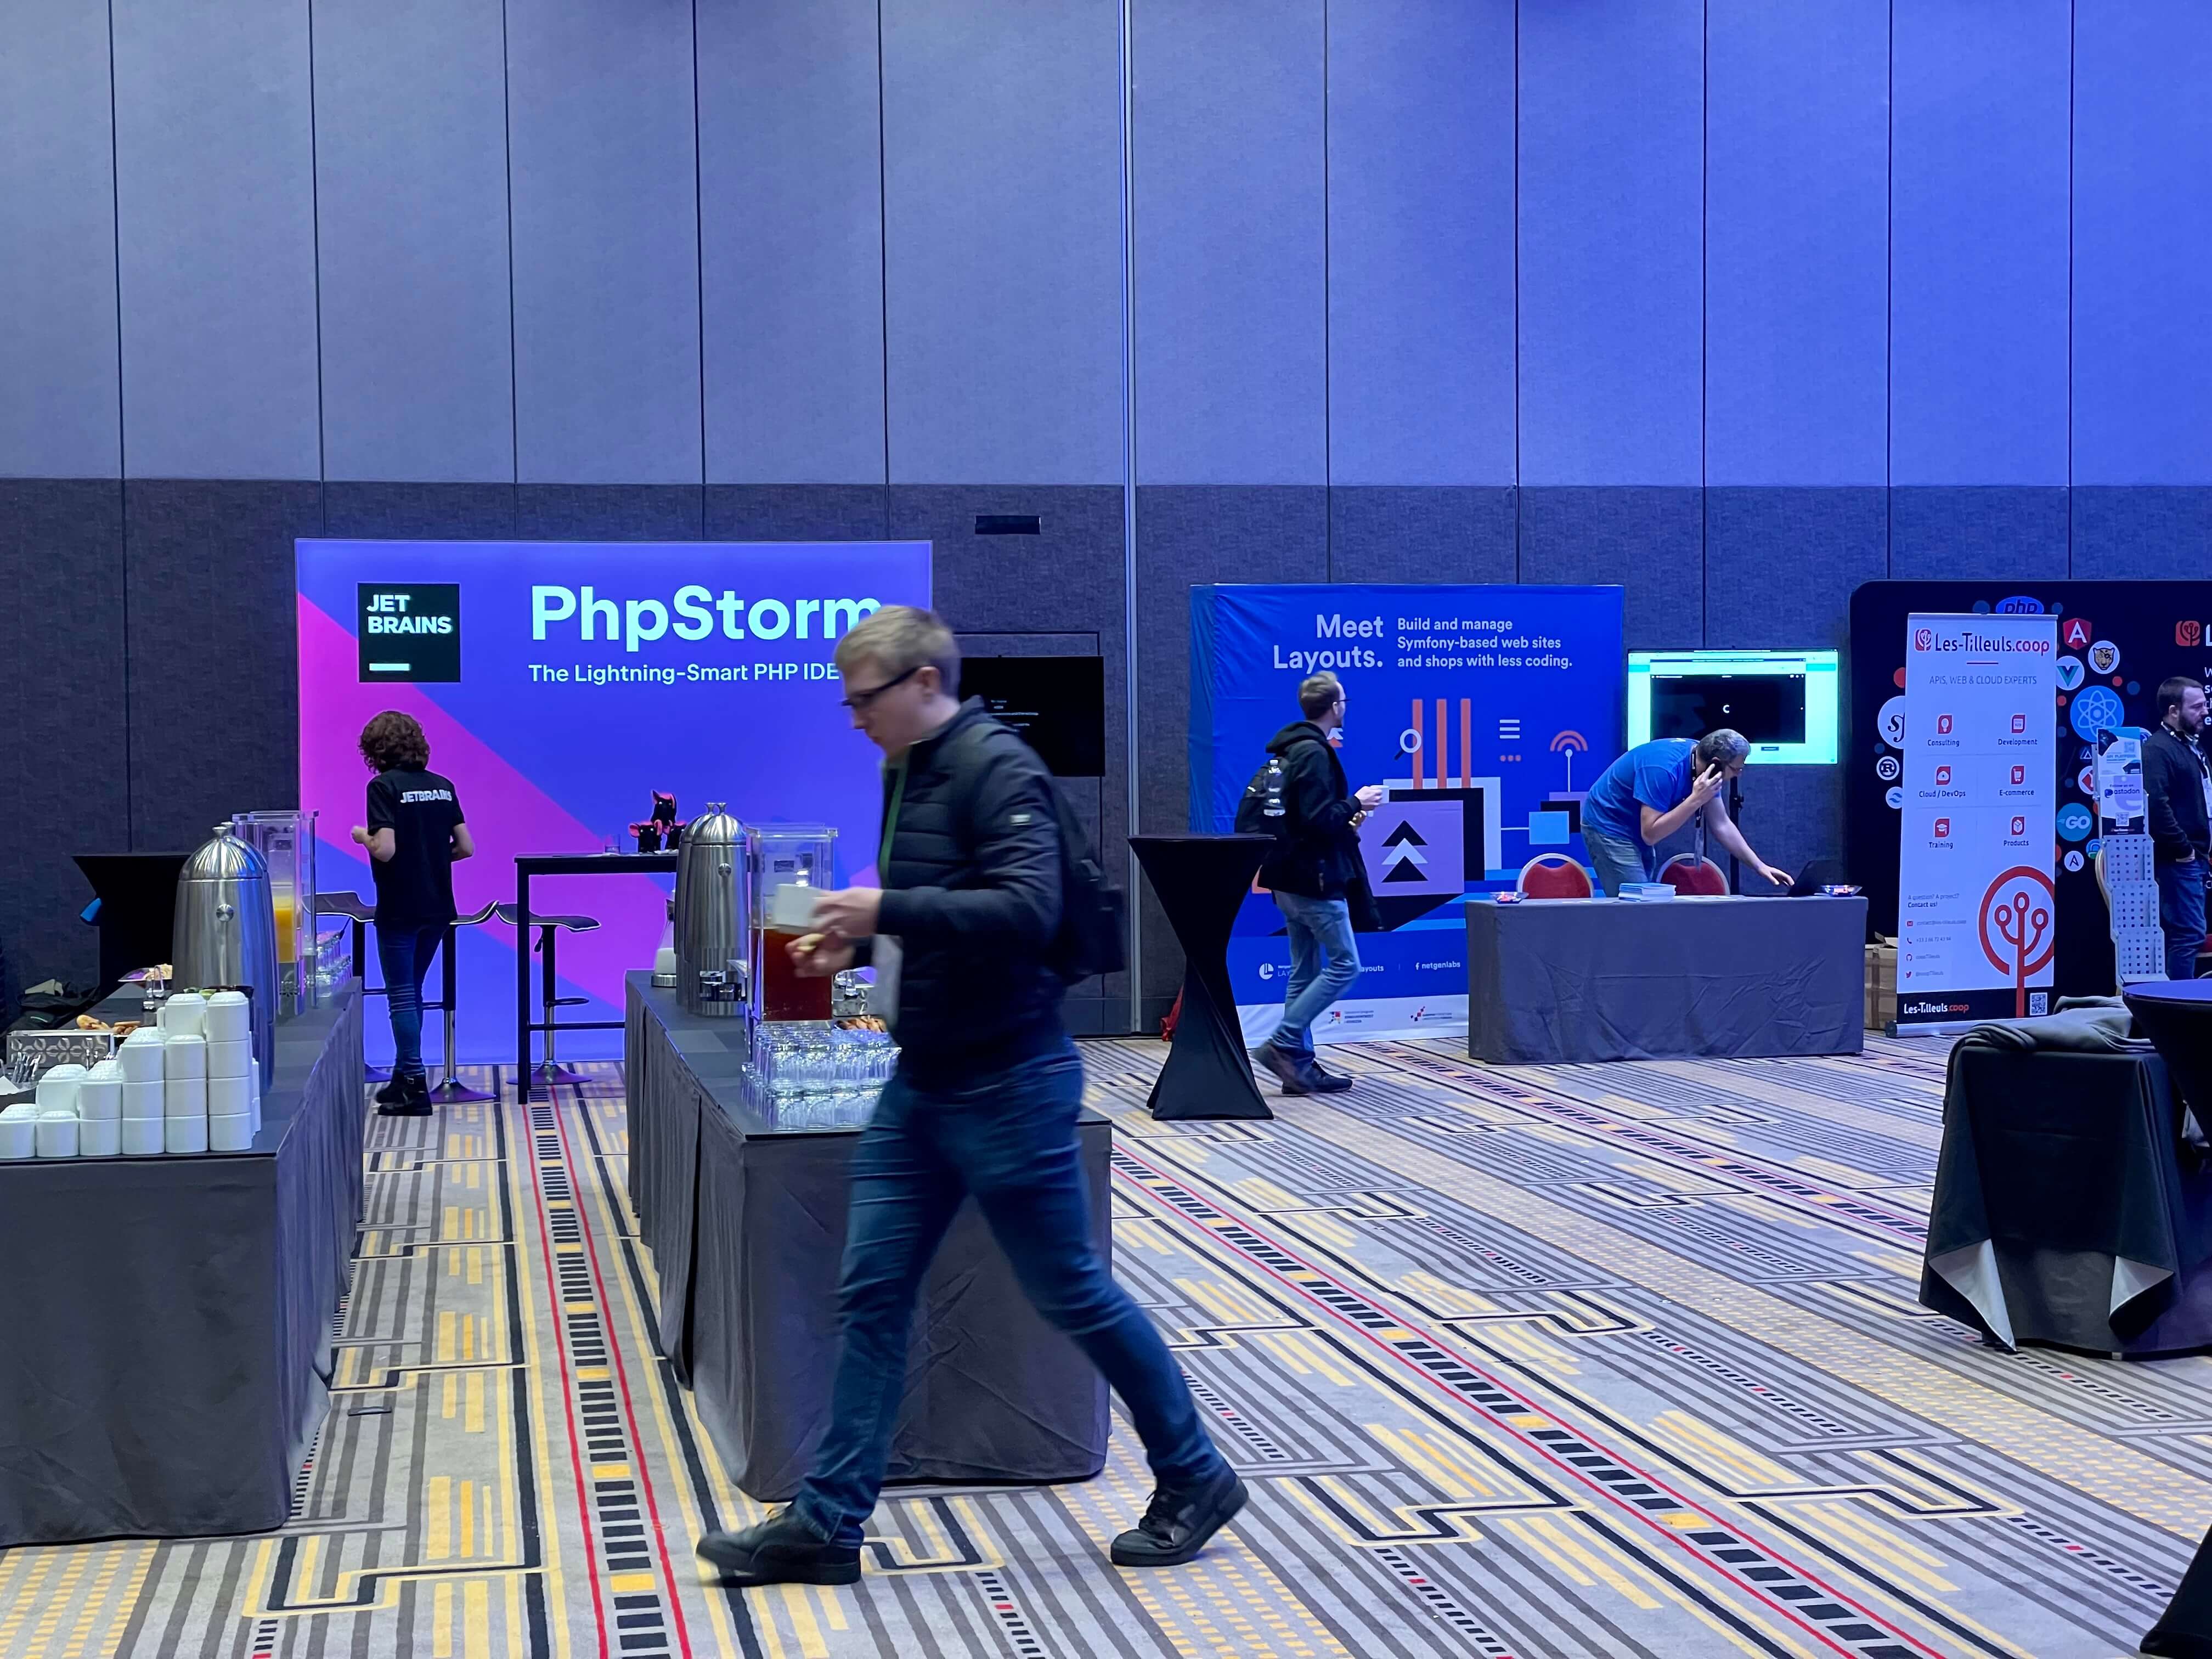 JET
BRAINS
PhpStorm
The Lightning-Smart PHP IDE
JETBRAINS
Meet
Layouts.
Build and manage
Symfony-based web sites
and shops with less coding.
layouts
netgenlabs
php
Les-Tilleuls.coop
APIS, WEB & CLOUD EXPERTS
Consulting
Development
Cloud / DevOps
E-commerce
Training
Products
A question? A project?
Contact us!
Les-Tilleuls.coop
GO